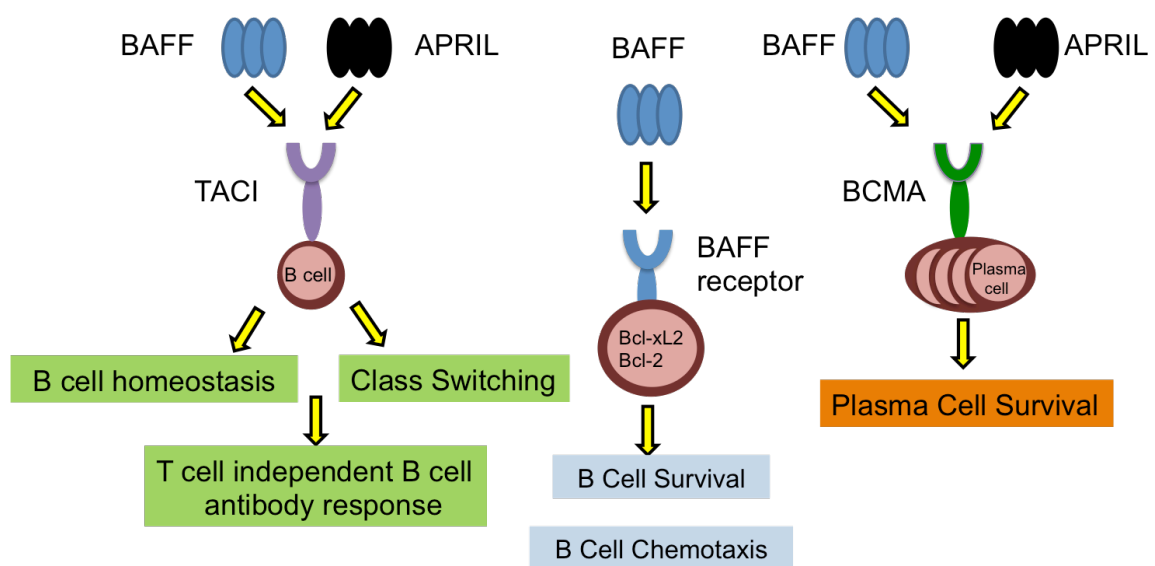 BAFF
APRIL
TACI
B cell
B cell homeostasis
Class Switching
T cell independent B cell
antibody response
BAFF
BAFF
receptor
Bcl-xL2
Bcl-2
B Cell Survival
B Cell Chemotaxis
BAFF
APRIL
BCMA
Plasma
cell
Plasma Cell Survival